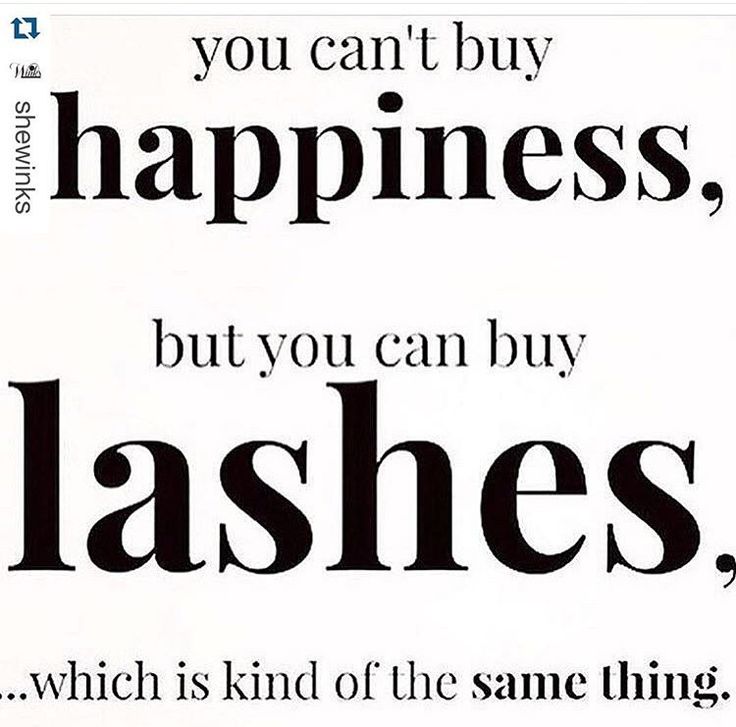 you can't buy
happiness,
but you can buy
lashes,
...which is kind of the same thing.
shewinks